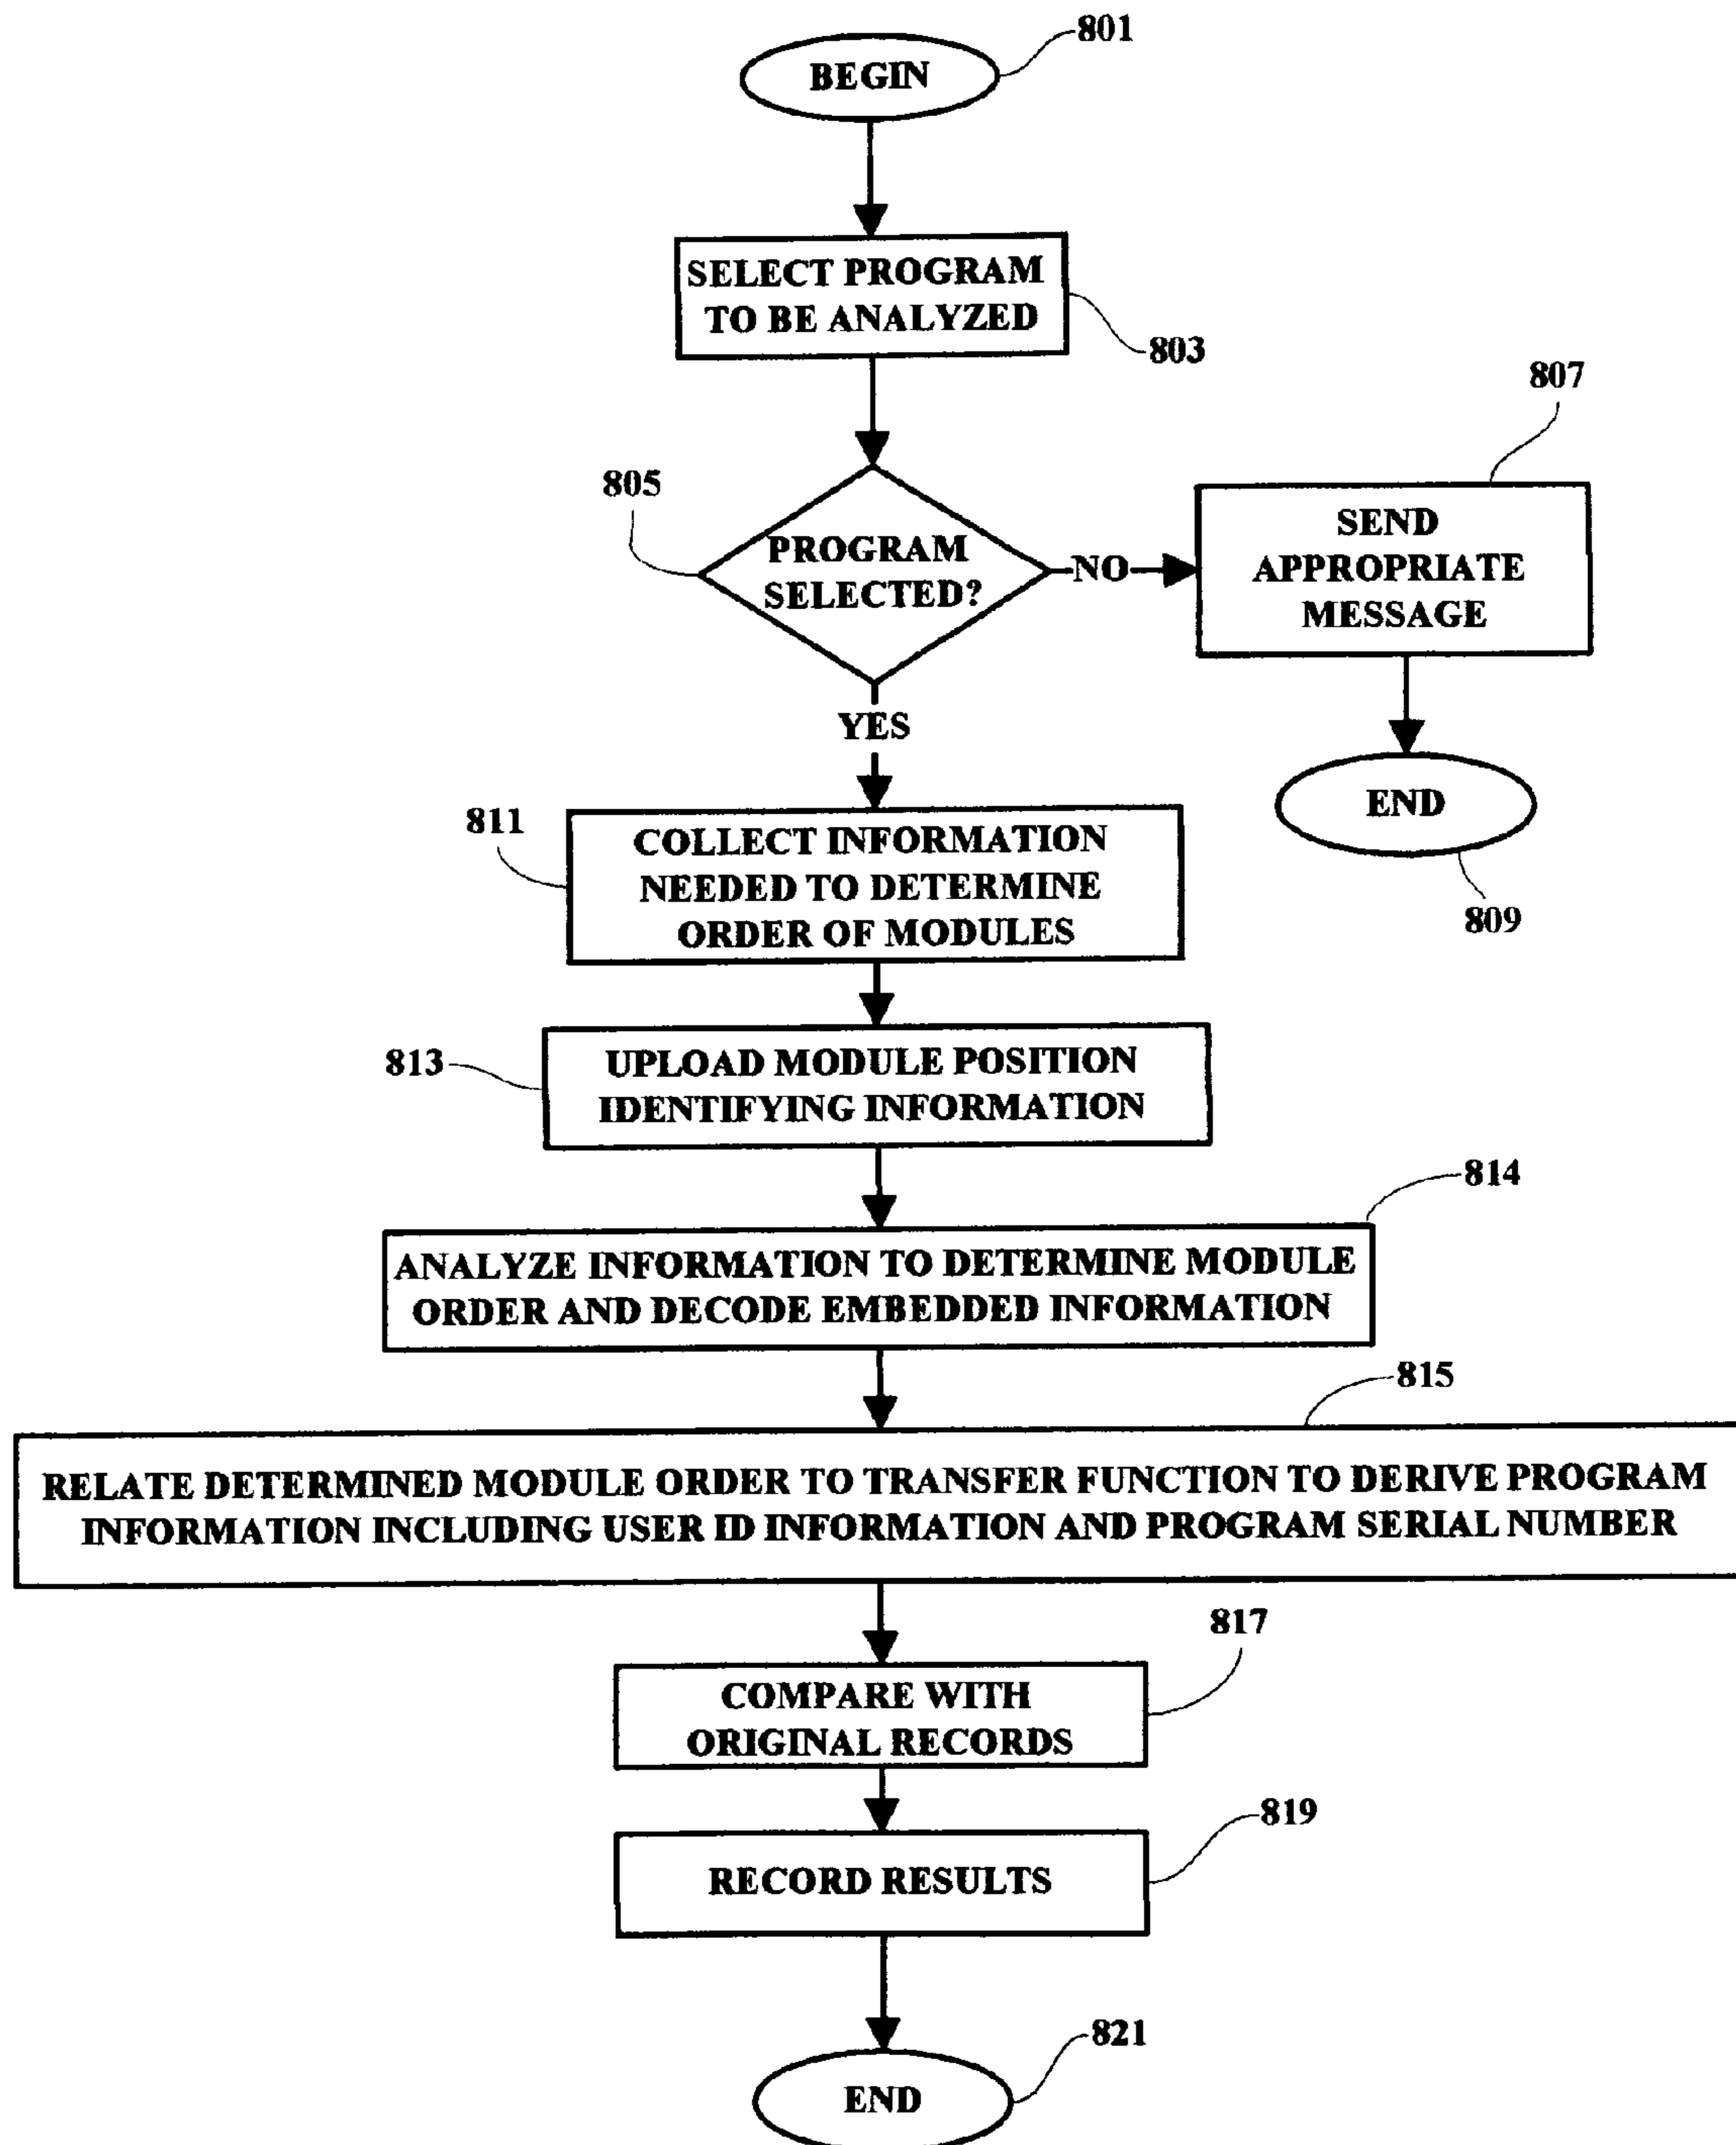 801
BEGIN
SELECT PROGRAM
TO BE ANALYZED
803
807
805
PROGRAM
SELECTED?
NO
SEND
APPROPRIATE
MESSAGE
YES
END
809
811
COLLECT INFORMATION
NEEDED TO DETERMINE
ORDER OF MODULES
813
UPLOAD MODULE POSITION
IDENTIFYING INFORMATION
814
ANALYZE INFORMATION TO DETERMINE MODULE
ORDER AND DECODE EMBEDDED INFORMATION
815
RELATE DETERMINED MODULE ORDER TO TRANSFER FUNCTION TO DERIVE PROGRAM
INFORMATION INCLUDING USER ID INFORMATION AND PROGRAM SERIAL NUMBER
817
COMPARE WITH
ORIGINAL RECORDS
819
RECORD RESULTS
821
END